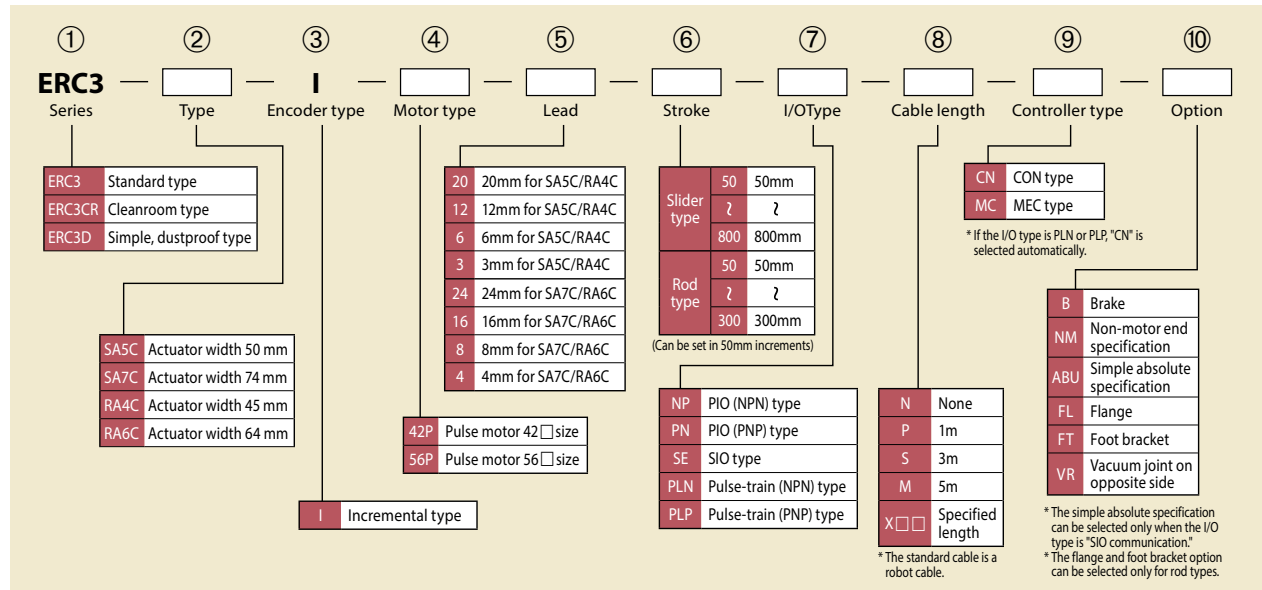 ① ② ③ ④ ⑤ ⑥ ⑦ ⑧ ⑨ ⑩
ERC3 — □ — I — □ — □ — □ — □ — □ — □ — □
Series Type Encoder type Motor type Lead Stroke I/OType Cable length Controller type Option
ERC3 Standard type
ERC3CR Cleanroom type
ERC3D Simple, dustproof type
SA5C Actuator width 50 mm
SA7C Actuator width 74 mm
RA4C Actuator width 45 mm
RA6C Actuator width 64 mm
I Incremental type
42P Pulse motor 42□size
56P Pulse motor 56□size
20 20mm for SA5C/RA4C
12 12mm for SA5C/RA4C
6 6mm for SA5C/RA4C
3 3mm for SA5C/RA4C
24 24mm for SA7C/RA6C
16 16mm for SA7C/RA6C
8 8mm for SA7C/RA6C
4 4mm for SA7C/RA6C
Slider
type
50 50mm
≀ ≀
800 800mm
Rod
type
50 50mm
≀ ≀
300 300mm
(Can be set in 50mm increments)
NP PIO (NPN) type
PN PIO (PNP) type
SE SIO type
PLN Pulse-train (NPN) type
PLP Pulse-train (PNP) type
N None
P 1m
S 3m
M 5m
X□□ Specified
length
* The standard cable is a
robot cable.
CN CON type
MC MEC type
* If the I/O type is PLN or PLP, "CN" is
selected automatically.
B Brake
NM Non-motor end
specification
ABU Simple absolute
specification
FL Flange
FT Foot bracket
VR Vacuum joint on
opposite side
* The simple absolute specification
can be selected only when the I/O
type is "SIO communication."
* The flange and foot bracket option
can be selected only for rod types.